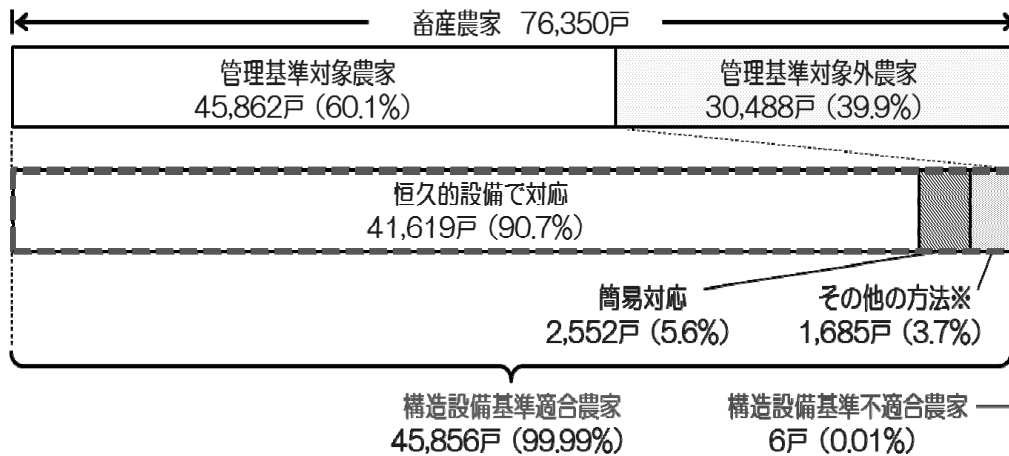 畜産農家 76,350戸
管理基準対象農家
45,862戸 (60.1%)
管理基準対象外農家
30,488戸 (39.9%)
恒久的設備で対応
41,619戸 (90.7%)
簡易対応
2,552戸 (5.6%)
その他の方法※
1,685戸 (3.7%)
構造設備基準適合農家
45,856戸 (99.99%)
構造設備基準不適合農家
6戸 (0.01%)